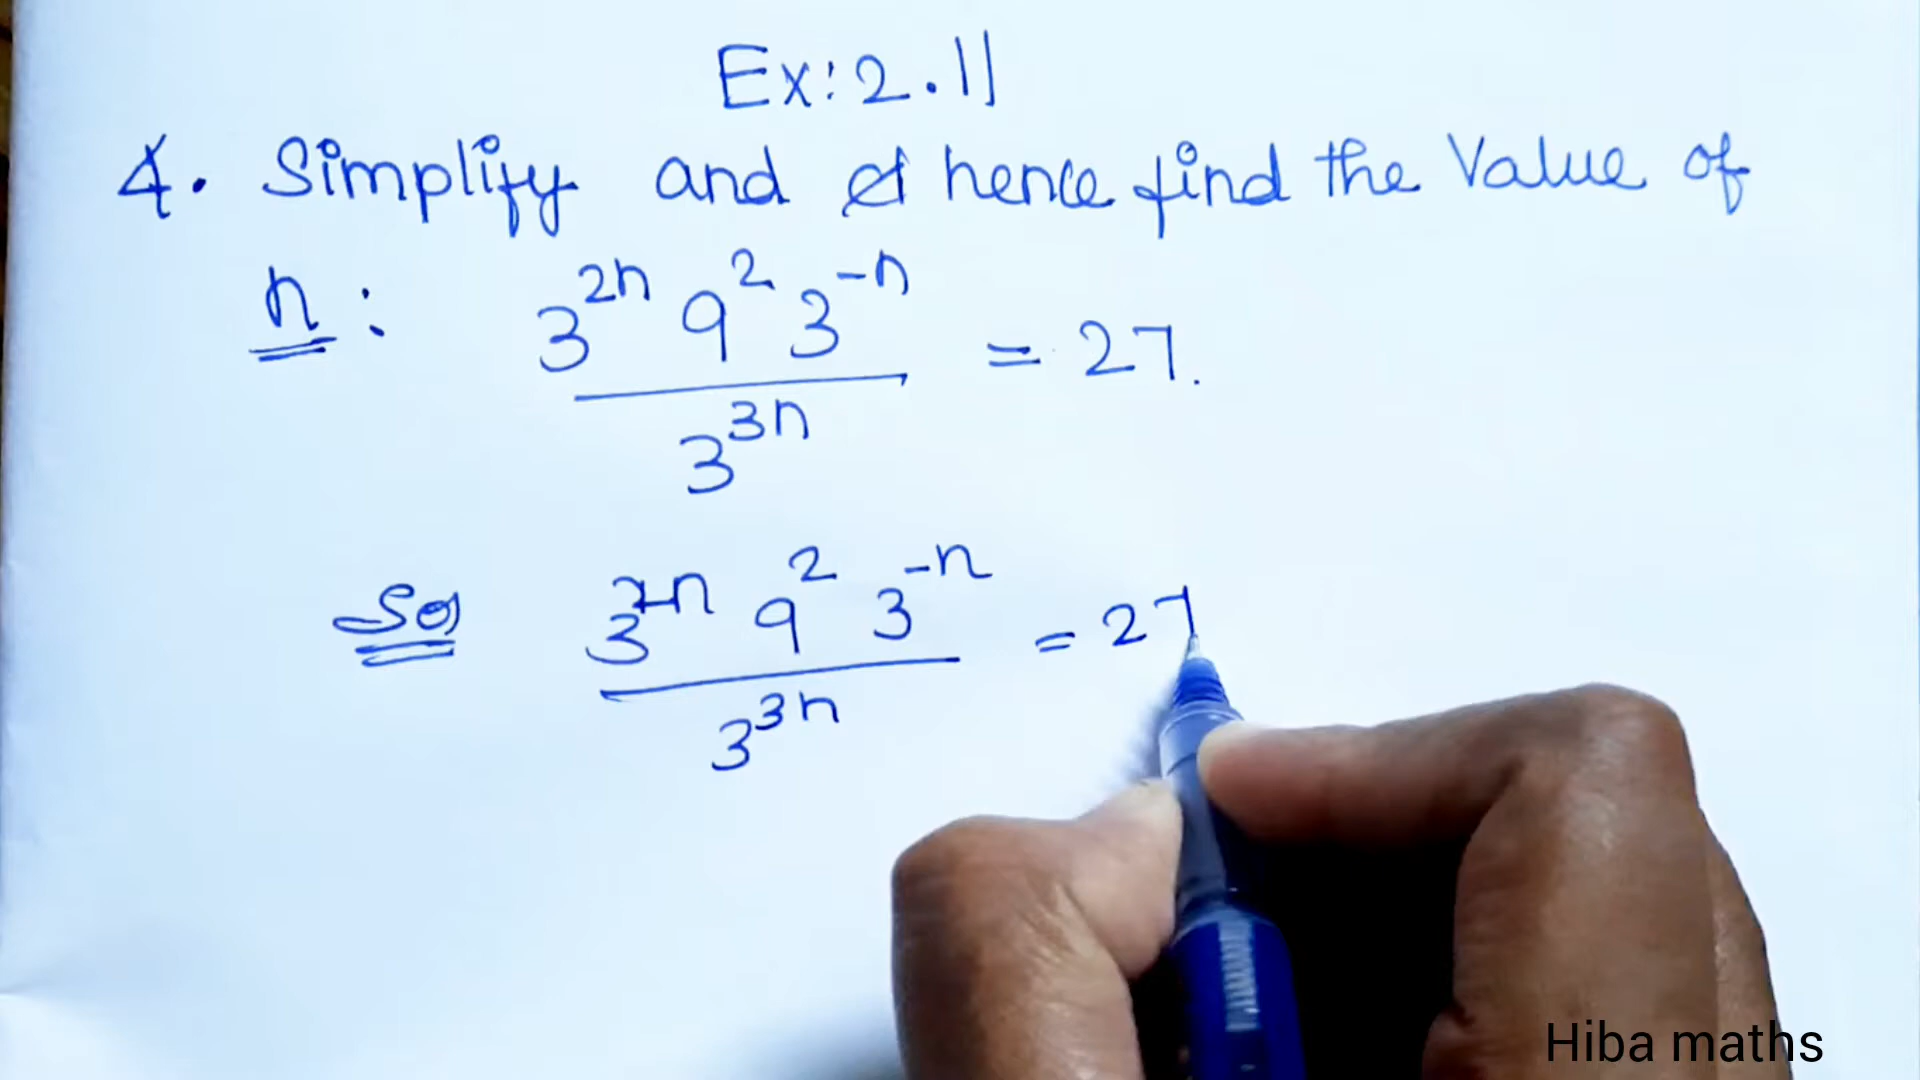 Ex: 2.11
4. Simplify and hence find the Value of
n: 3^{2n} 9^2 3^{-n} / 3^{3n} = 27.
Sol 3^{2n} 9^2 3^{-n} / 3^{3n} = 27
Hiba maths